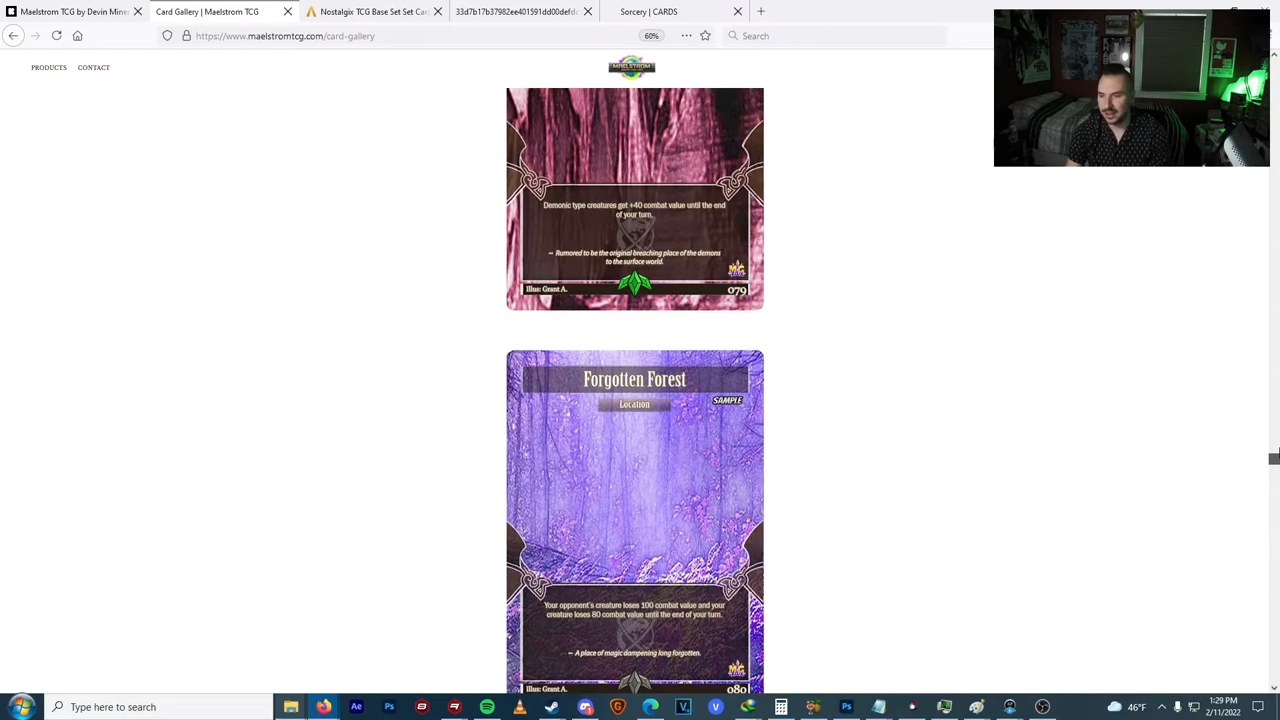 Maelstrom TCG by Devin Mine
Card Gallery | Maelstrom TCG
Nostalgix TCG Base Set Set Card
33d7b17b37982ee401591dd00defdc
Sorcery | CARDS
https://www.maelstromtcg.com/card-gallery
60%
Search
PRODUCTS
CONTACT
MAELSTROM
Demonic type creatures get +40 combat value until the end
of your turn.
– Rumored to be the original breaching place of the demons
to the surface world.
MG
Illus: Grant A.
079
Forgotten Forest
Location
SAMPLE
Your opponent's creature loses 100 combat value and your
creature loses 80 combat value until the end of your turn.
– A place of magic dampening long forgotten.
MG
Illus: Grant A.
080
Type here to search
46°F
1:29 PM
2/11/2022